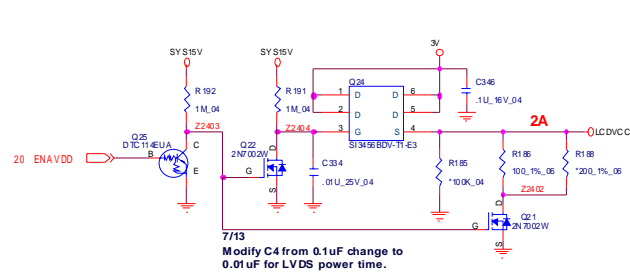 3V
SYS15V
SYS15V
Q24
C346
.1U_16V_04
R192
1M_04
R191
1M_04
1 D D 6
2 D D 5
3 G S 4
SI3456BDV-T1-E3
2A
LCDVCC
Q25
DTC114EUA
Z2403
Z2404
Q22
2N7002W
20 ENAVDD
B
C
E
D
G
S
C334
.01U_25V_04
R185
*100K_04
R186
100_1%_06
R188
*200_1%_06
Z2402
D
Q21
2N7002W
G
S
7/13
Modify C4 from 0.1uF change to
0.01uF for LVDS power time.